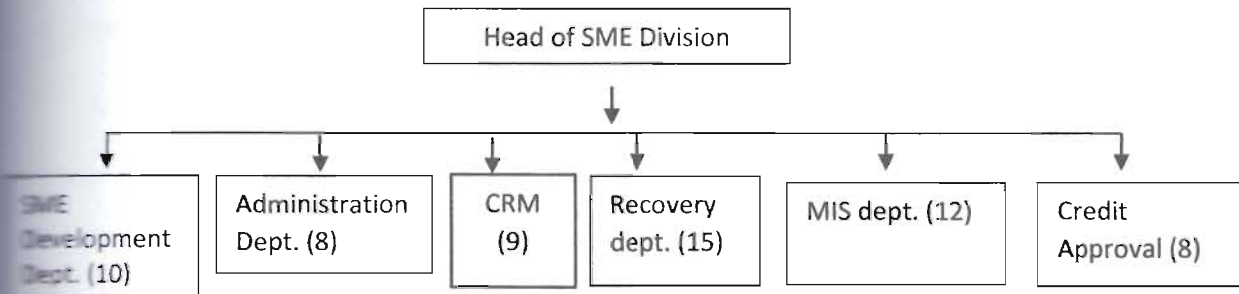 Head of SME Division
SME
Development
Dept. (10)
Administration
Dept. (8)
CRM
(9)
Recovery
dept. (15)
MIS dept. (12)
Credit
Approval (8)